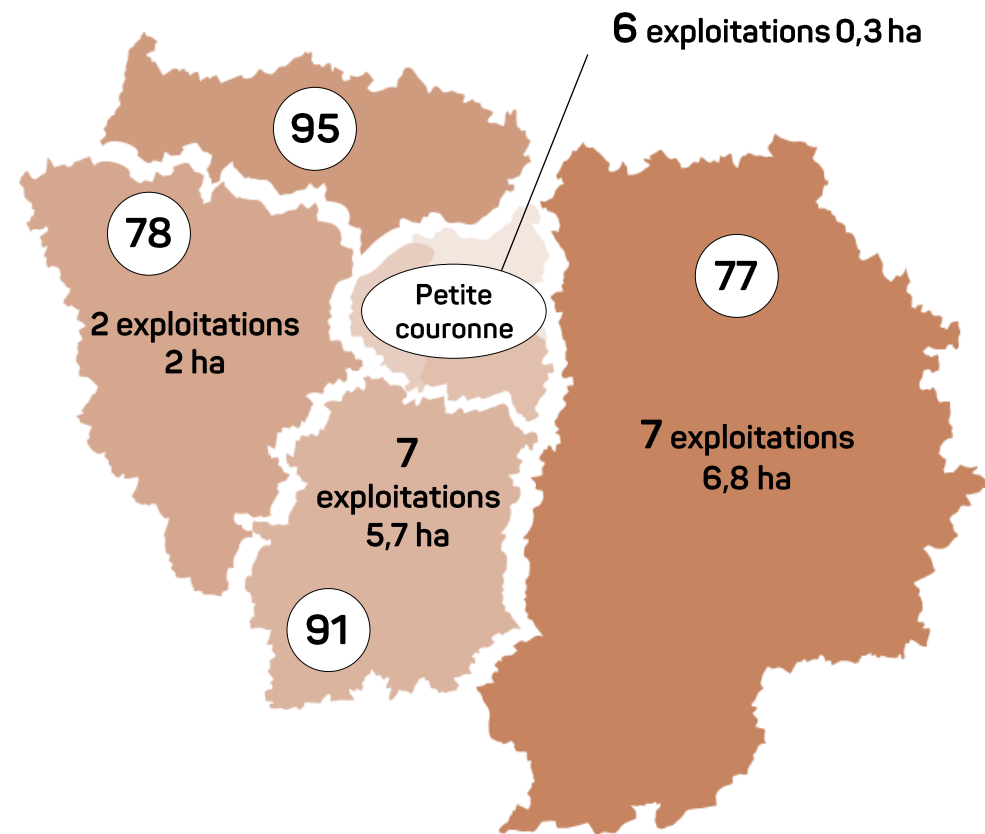 6 exploitations 0,3 ha
95
78
2 exploitations
2 ha
Petite
couronne
77
7 exploitations
6,8 ha
7
exploitations
5,7 ha
91